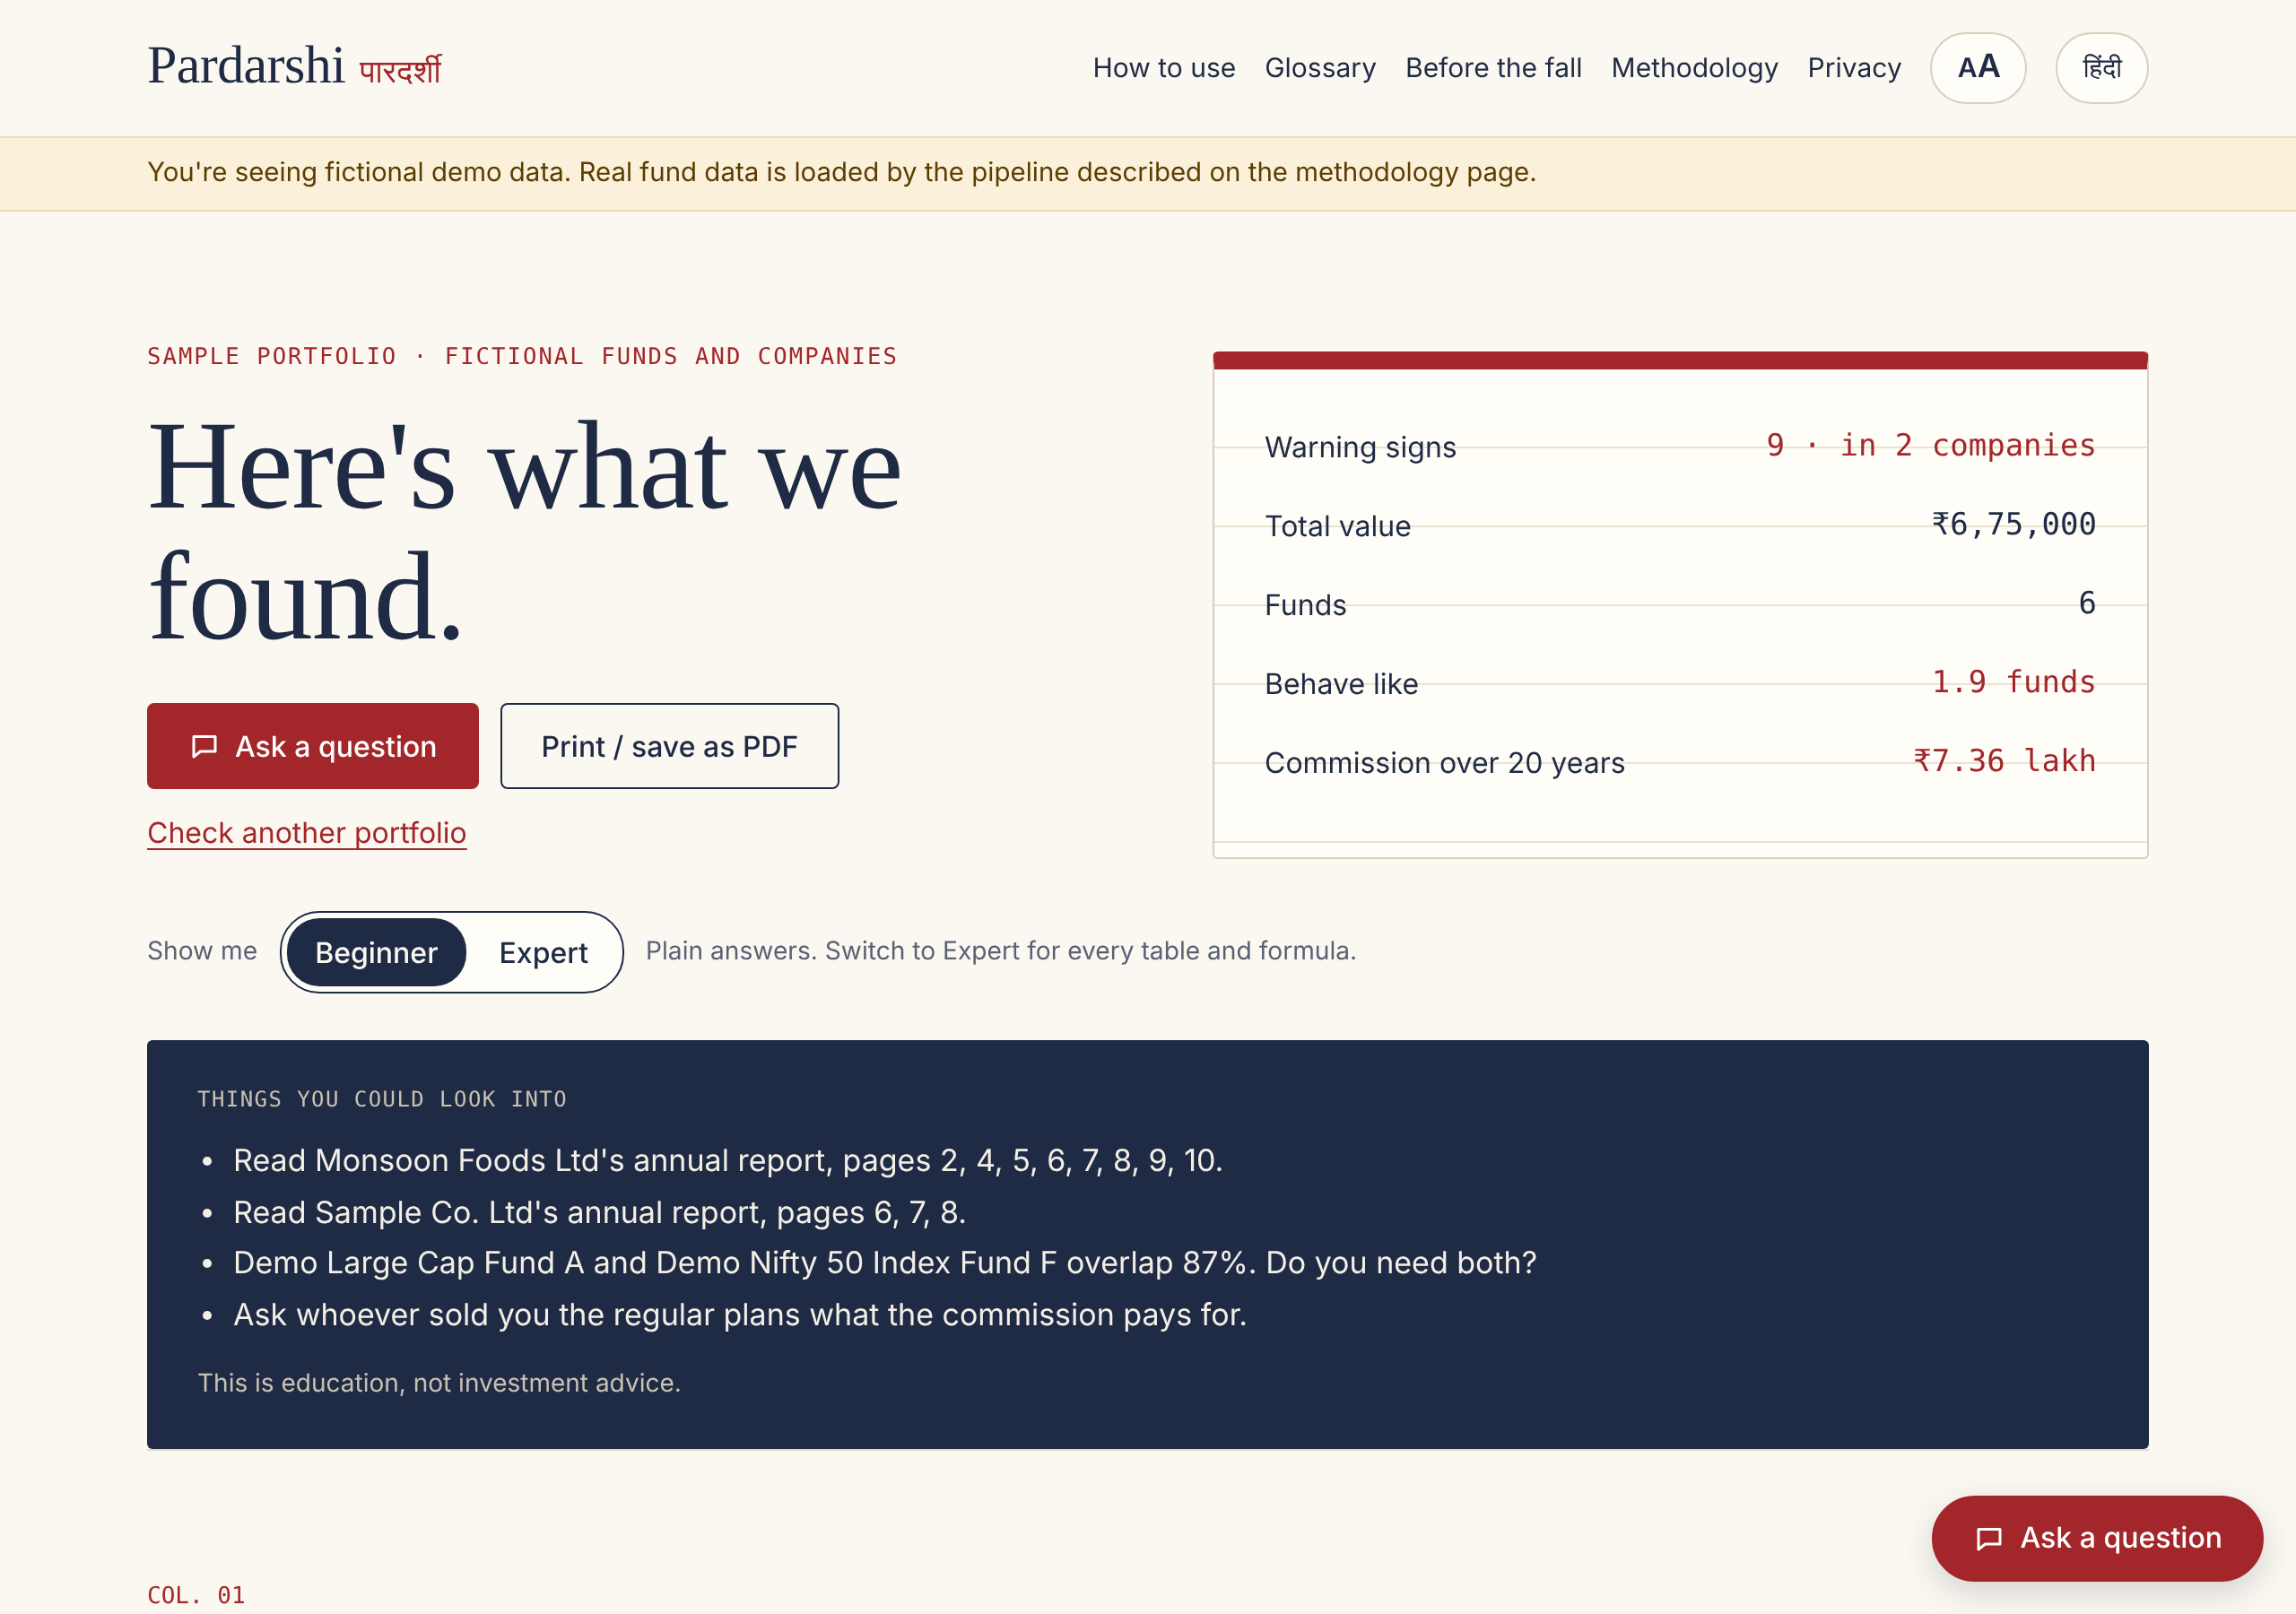 Pardarshi पारदर्शी
How to use Glossary Before the fall Methodology Privacy AA हिंदी
You're seeing fictional demo data. Real fund data is loaded by the pipeline described on the methodology page.
SAMPLE PORTFOLIO · FICTIONAL FUNDS AND COMPANIES
Here's what we
found.
Ask a question Print / save as PDF
Check another portfolio
Warning signs 9 · in 2 companies
Total value ₹6,75,000
Funds 6
Behave like 1.9 funds
Commission over 20 years ₹7.36 lakh
Show me Beginner Expert Plain answers. Switch to Expert for every table and formula.
THINGS YOU COULD LOOK INTO
• Read Monsoon Foods Ltd's annual report, pages 2, 4, 5, 6, 7, 8, 9, 10.
• Read Sample Co. Ltd's annual report, pages 6, 7, 8.
• Demo Large Cap Fund A and Demo Nifty 50 Index Fund F overlap 87%. Do you need both?
• Ask whoever sold you the regular plans what the commission pays for.
This is education, not investment advice.
Ask a question
COL. 01